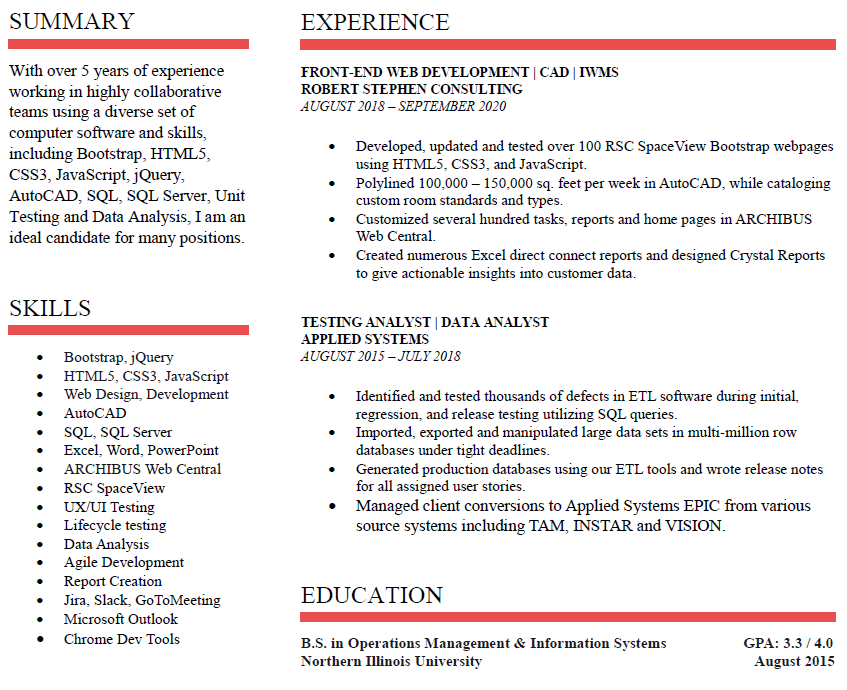 SUMMARY
With over 5 years of experience
working in highly collaborative
teams using a diverse set of
computer software and skills,
including Bootstrap, HTML5,
CSS3, JavaScript, jQuery,
AutoCAD, SQL, SQL Server, Unit
Testing and Data Analysis, I am an
ideal candidate for many positions.
SKILLS
• Bootstrap, jQuery
• HTML5, CSS3, JavaScript
• Web Design, Development
• AutoCAD
• SQL, SQL Server
• Excel, Word, PowerPoint
• ARCHIBUS Web Central
• RSC SpaceView
• UX/UI Testing
• Lifecycle testing
• Data Analysis
• Agile Development
• Report Creation
• Jira, Slack, GoToMeeting
• Microsoft Outlook
• Chrome Dev Tools
EXPERIENCE
FRONT-END WEB DEVELOPMENT | CAD | IWMS
ROBERT STEPHEN CONSULTING
AUGUST 2018 – SEPTEMBER 2020
• Developed, updated and tested over 100 RSC SpaceView Bootstrap webpages
using HTML5, CSS3, and JavaScript.
• Polylined 100,000 – 150,000 sq. feet per week in AutoCAD, while cataloging
custom room standards and types.
• Customized several hundred tasks, reports and home pages in ARCHIBUS
Web Central.
• Created numerous Excel direct connect reports and designed Crystal Reports
to give actionable insights into customer data.
TESTING ANALYST | DATA ANALYST
APPLIED SYSTEMS
AUGUST 2015 – JULY 2018
• Identified and tested thousands of defects in ETL software during initial,
regression, and release testing utilizing SQL queries.
• Imported, exported and manipulated large data sets in multi-million row
databases under tight deadlines.
• Generated production databases using our ETL tools and wrote release notes
for all assigned user stories.
• Managed client conversions to Applied Systems EPIC from various
source systems including TAM, INSTAR and VISION.
EDUCATION
B.S. in Operations Management & Information Systems GPA: 3.3 / 4.0
Northern Illinois University August 2015